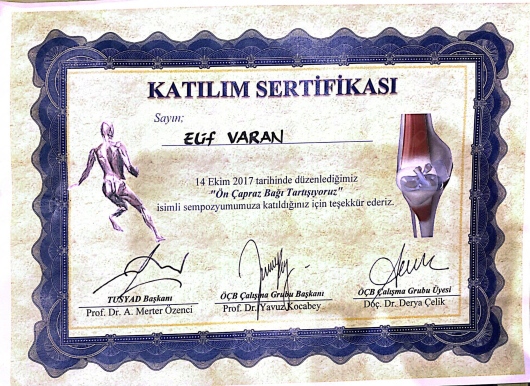 KATILIM SERTİFİKASI
Sayın;
Elif VARAN
14 Ekim 2017 tarihinde düzenlediğimiz
"Ön Çapraz Bağı Tartışıyoruz"
isimli sempozyumumuza katıldığınız için teşekkür ederiz.
TUSYAD Başkanı
Prof. Dr. A. Merter Özenci
ÖÇB Çalışma Grubu Başkanı
Prof. Dr. Yavuz Kocabey
ÖÇB Çalışma Grubu Üyesi
Doç. Dr. Derya Çelik